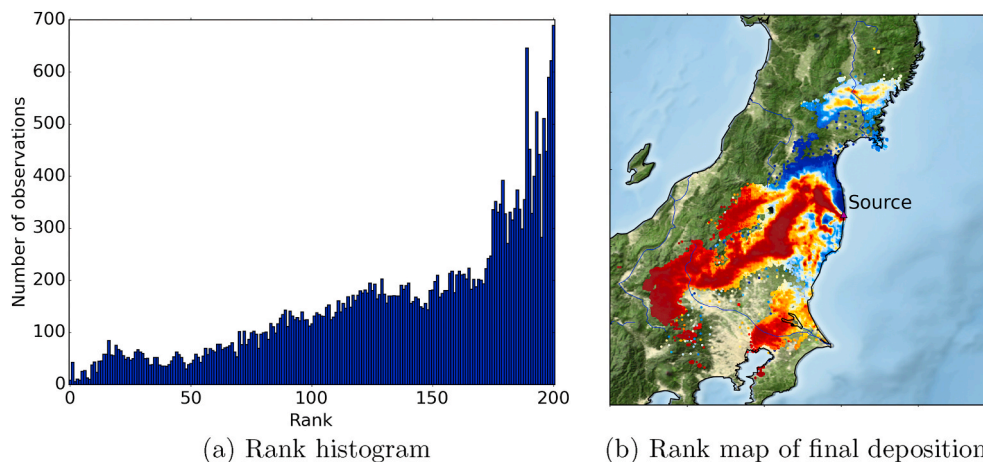 700
600
500
400
300
200
100
0
Number of observations
0 50 100 150 200
Rank
Source
(a) Rank histogram
(b) Rank map of final deposition